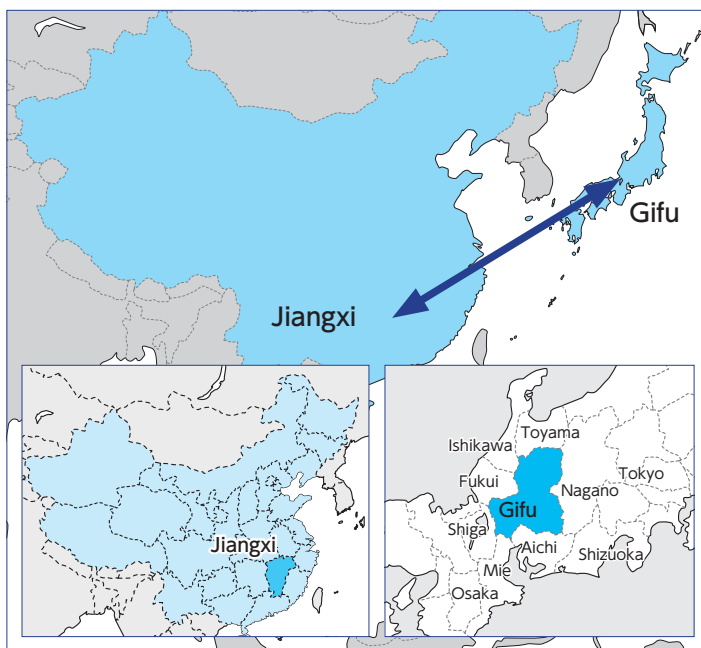 Gifu
Jiangxi
Jiangxi
Toyama
Ishikawa
Tokyo
Fukui
Nagano
Gifu
Shiga
Aichi
Shizuoka
Mie
Osaka